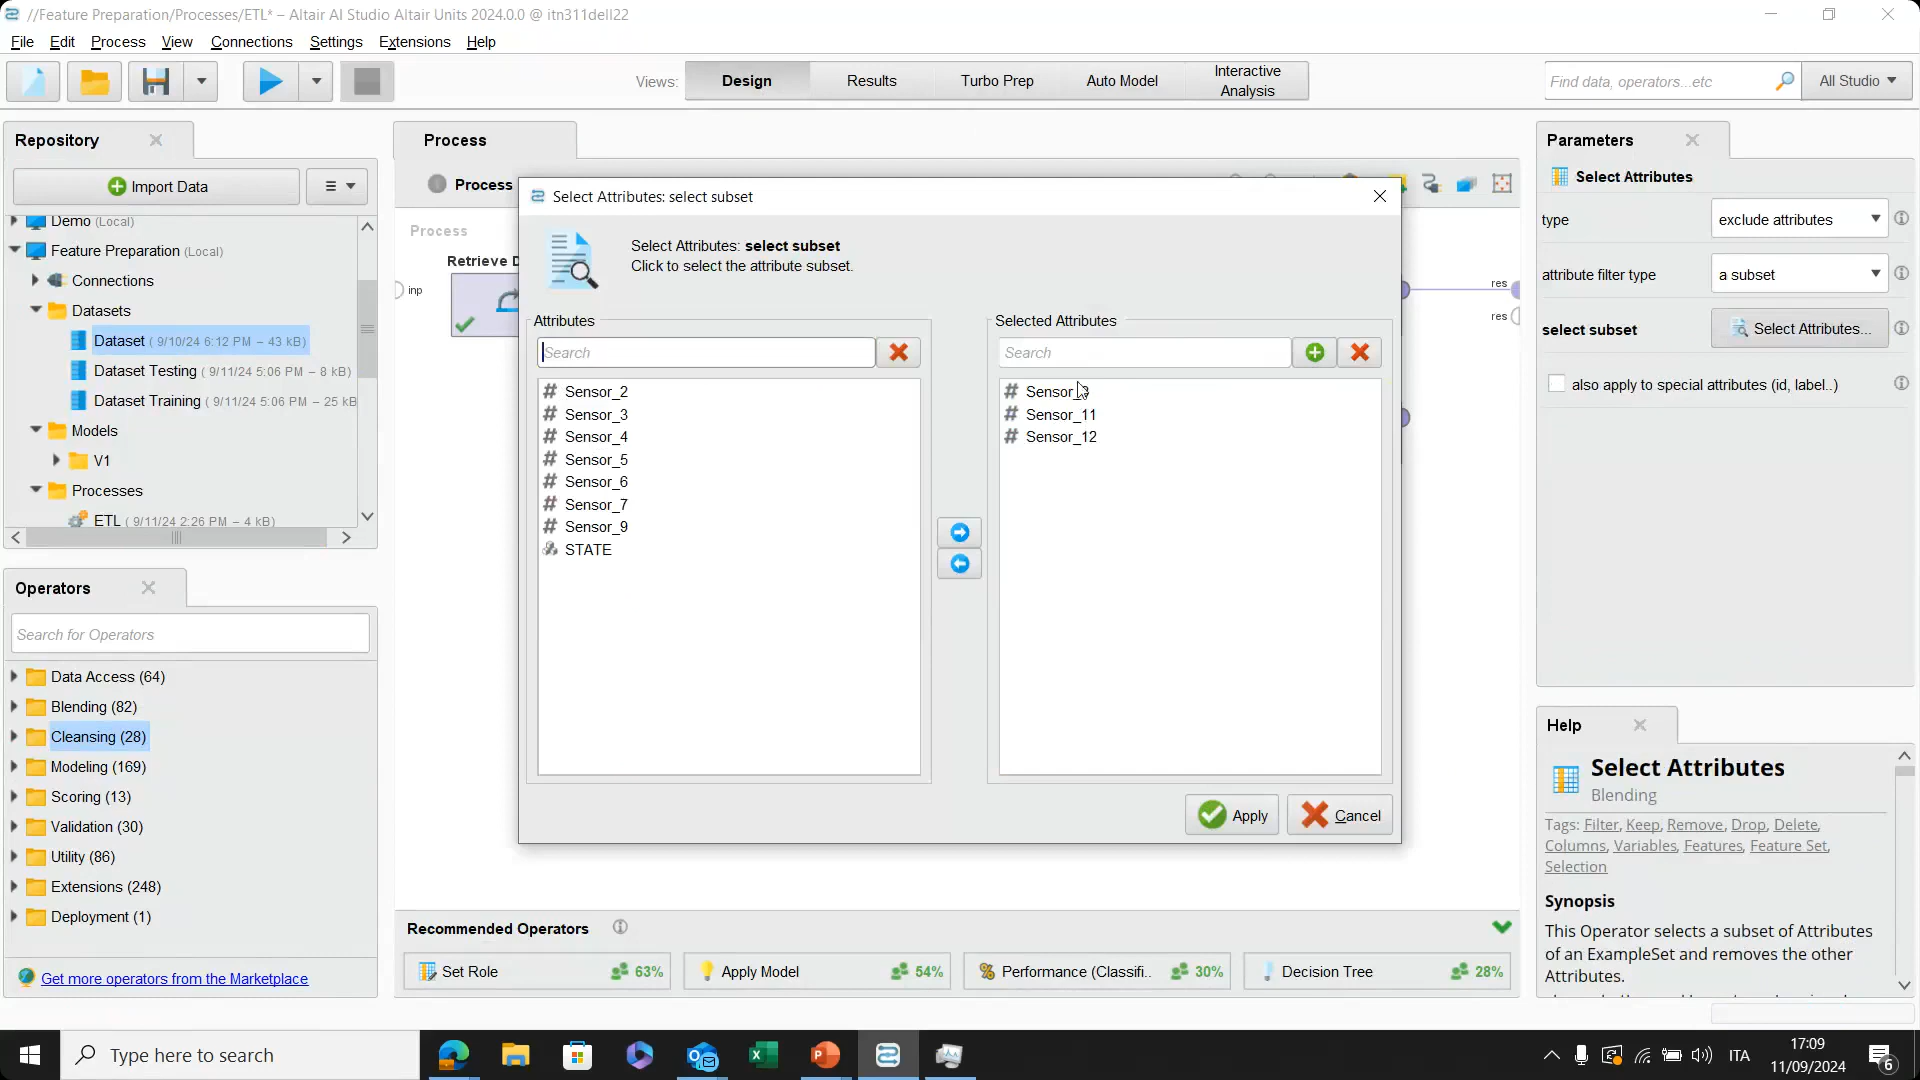 //Feature Preparation/Processes/ETL* – Altair AI Studio Altair Units 2024.0.0 @ itn311dell22
File Edit Process View Connections Settings Extensions Help
Views: Design Results Turbo Prep Auto Model Interactive Analysis
Find data, operators...etc All Studio
Repository
Import Data
Demo (Local)
Feature Preparation (Local)
Connections
Datasets
Dataset ( 9/10/24 6:12 PM – 43 kB)
Dataset Testing ( 9/11/24 5:06 PM – 8 kB)
Dataset Training ( 9/11/24 5:06 PM – 25 kB
Models
V1
Processes
ETL ( 9/11/24 2:26 PM – 4 kB)
Operators
Search for Operators
Data Access (64)
Blending (82)
Cleansing (28)
Modeling (169)
Scoring (13)
Validation (30)
Utility (86)
Extensions (248)
Deployment (1)
Get more operators from the Marketplace
Process
Process
Process
Retrieve D
inp
res
res
Select Attributes: select subset
Select Attributes: select subset
Click to select the attribute subset.
Attributes
Search
Sensor_2
Sensor_3
Sensor_4
Sensor_5
Sensor_6
Sensor_7
Sensor_9
STATE
Selected Attributes
Search
Sensor_
Sensor_11
Sensor_12
Apply
Cancel
Recommended Operators
Set Role 63%
Apply Model 54%
Performance (Classifi.. 30%
Decision Tree 28%
Parameters
Select Attributes
type exclude attributes
attribute filter type a subset
select subset Select Attributes...
also apply to special attributes (id, label..)
Help
Select Attributes
Blending
Tags: Filter, Keep, Remove, Drop, Delete,
Columns, Variables, Features, Feature Set,
Selection
Synopsis
This Operator selects a subset of Attributes
of an ExampleSet and removes the other
Attributes.
Type here to search
ITA
17:09
11/09/2024
6